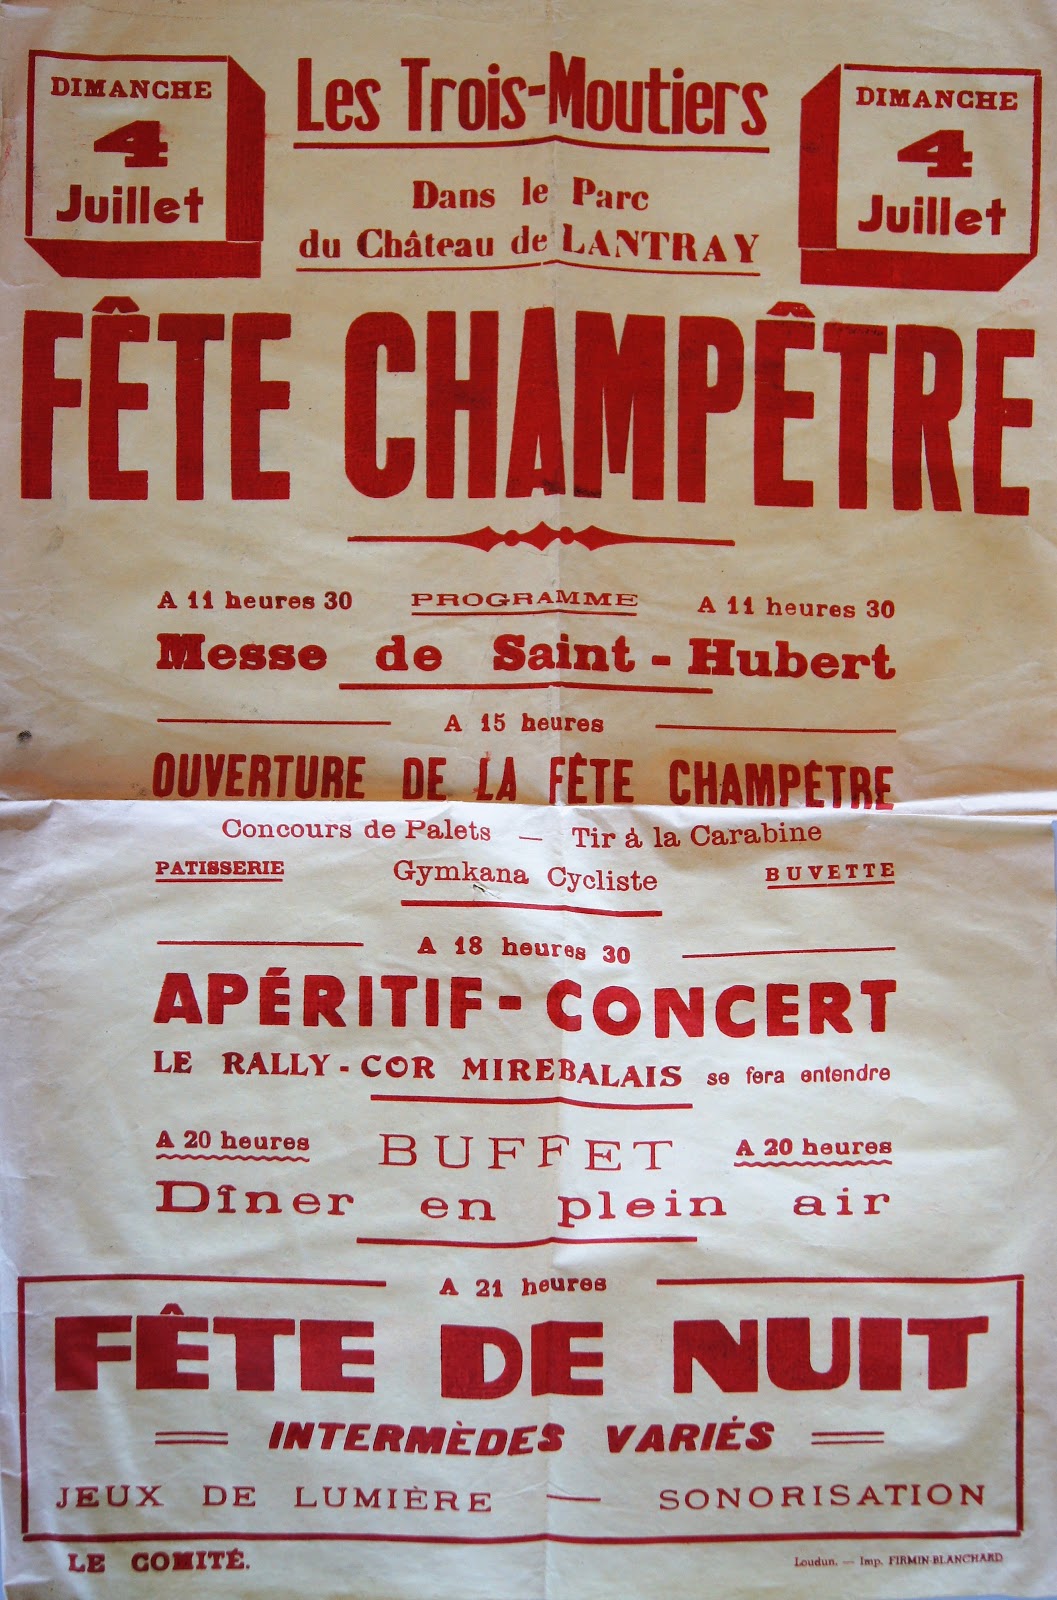 DIMANCHE
4
Juillet
Les Trois-Moutiers
Dans le Parc
du Château de LANTRAY
DIMANCHE
4
Juillet
FÊTE CHAMPÊTRE
A 11 heures 30 PROGRAMME A 11 heures 30
Messe de Saint-Hubert
A 15 heures
OUVERTURE DE LA FÊTE CHAMPÊTRE
Concours de Palets — Tir à la Carabine
PATISSERIE Gymkana Cycliste BUVETTE
A 18 heures 30
APÉRITIF-CONCERT
LE RALLY-COR MIREBALAIS se fera entendre
A 20 heures BUFFET A 20 heures
Dîner en plein air
A 21 heures
FÊTE DE NUIT
INTERMÈDES VARIÉS
JEUX DE LUMIÈRE — SONORISATION
LE COMITÉ.
Loudun. — Imp. FIRMIN-BLANCHARD